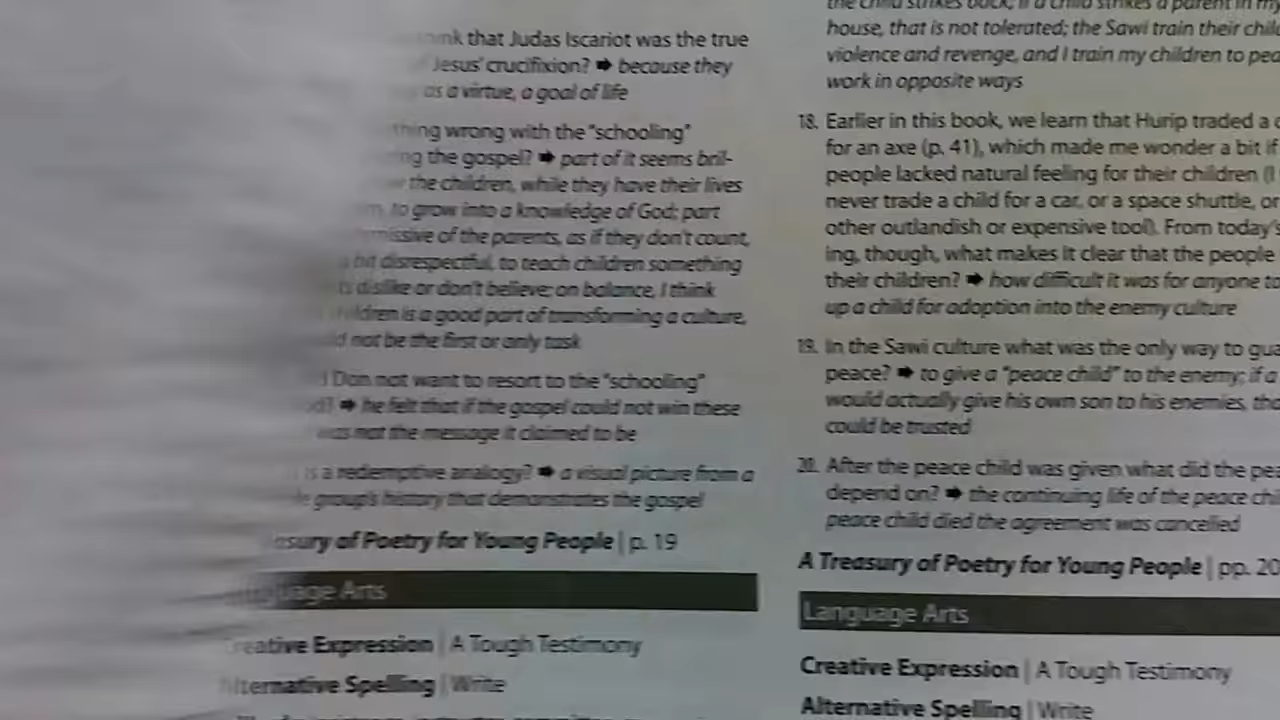 that Judas Iscariot was the true
Jesus' crucifixion? ➡ because they
as a virtue, a goal of life
thing wrong with the "schooling"
the gospel? ➡ part of it seems bril-
the children, while they have their lives
to grow into a knowledge of God; part
of the parents, as if they don't count,
a bit disrespectful, to teach children something
dislike or don't believe; on balance, I think
children is a good part of transforming a culture,
not be the first or only task
Don not want to resort to the "schooling"
➡ he felt that if the gospel could not win these
was not the message it claimed to be
is a redemptive analogy? ➡ a visual picture from a
group's history that demonstrates the gospel
asury of Poetry for Young People | p. 19
Language Arts
Creative Expression | A Tough Testimony
Alternative Spelling | Write
the child strikes back; if a child strikes a parent in my
house, that is not tolerated; the Sawi train their
violence and revenge, and I train my children to
work in opposite ways
18. Earlier in this book, we learn that Hurip traded a
for an axe (p. 41), which made me wonder a bit if
people lacked natural feeling for their children (I
never trade a child for a car, or a space shuttle, or
other outlandish or expensive tool). From today's
ing, though, what makes it clear that the people
their children? ➡ how difficult it was for anyone to
up a child for adoption into the enemy culture
19. In the Sawi culture what was the only way to
peace? ➡ to give a "peace child" to the enemy; if a
would actually give his own son to his enemies,
could be trusted
20. After the peace child was given what did the
depend on? ➡ the continuing life of the peace
peace child died the agreement was cancelled
A Treasury of Poetry for Young People | pp. 20
Language Arts
Creative Expression | A Tough Testimony
Alternative Spelling | Write